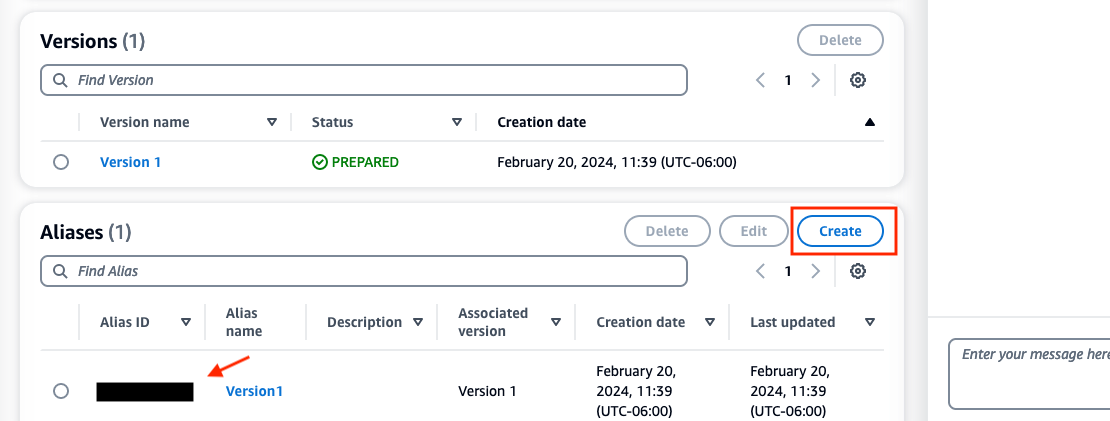 Versions (1)
Delete
Find Version
1
Version name
Status
Creation date
Version 1
PREPARED
February 20, 2024, 11:39 (UTC-06:00)
Aliases (1)
Delete
Edit
Create
Find Alias
1
Alias ID
Alias
name
Description
Associated
version
Creation date
Last updated
Version1
Version 1
February 20,
2024, 11:39
(UTC-06:00)
February 20,
2024, 11:39
(UTC-06:00)
Enter your message here